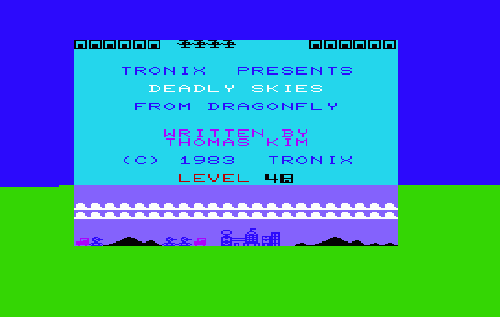 TRONIX PRESENTS
DEADLY SKIES
FROM DRAGONFLY
WRITTEN BY
THOMAS KIM
(C) 1983 TRONIX
LEVEL